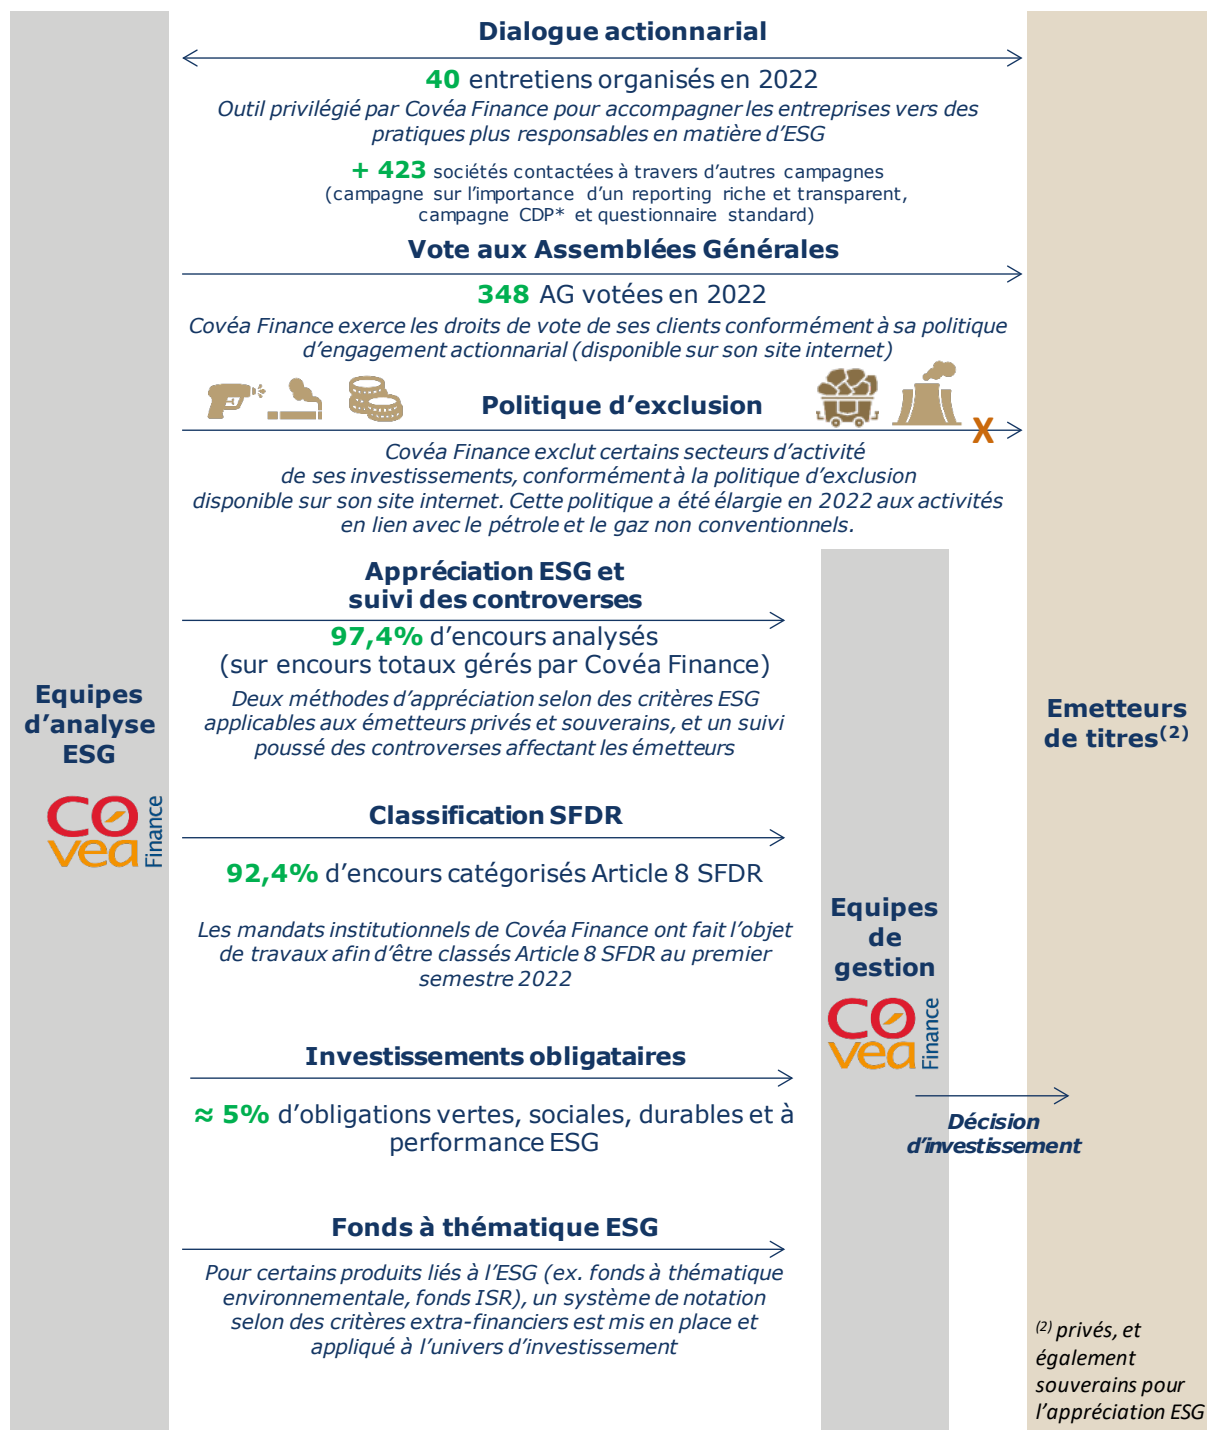 Dialogue actionnarial
40 entretiens organisés en 2022
Outil privilégié par Covéa Finance pour accompagner les entreprises vers des
pratiques plus responsables en matière d'ESG
+ 423 sociétés contactées à travers d'autres campagnes
(campagne sur l'importance d'un reporting riche et transparent,
campagne CDP* et questionnaire standard)
Vote aux Assemblées Générales
348 AG votées en 2022
Covéa Finance exerce les droits de vote de ses clients conformément à sa politique
d'engagement actionnarial (disponible sur son site internet)
Politique d'exclusion
X
Covéa Finance exclut certains secteurs d'activité
de ses investissements, conformément à la politique d'exclusion
disponible sur son site internet. Cette politique a été élargie en 2022 aux activités
en lien avec le pétrole et le gaz non conventionnels.
Appréciation ESG et
suivi des controverses
97,4% d'encours analysés
(sur encours totaux gérés par Covéa Finance)
Deux méthodes d'appréciation selon des critères ESG
applicables aux émetteurs privés et souverains, et un suivi
poussé des controverses affectant les émetteurs
Equipes
d'analyse
ESG
Covéa
Finance
Emetteurs
de titres(2)
Classification SFDR
92,4% d'encours catégorisés Article 8 SFDR
Les mandats institutionnels de Covéa Finance ont fait l'objet
de travaux afin d'être classés Article 8 SFDR au premier
semestre 2022
Equipes
de
gestion
Covéa
Finance
Investissements obligataires
≈ 5% d'obligations vertes, sociales, durables et à
performance ESG
Décision
d'investissement
Fonds à thématique ESG
Pour certains produits liés à l'ESG (ex. fonds à thématique
environnementale, fonds ISR), un système de notation
selon des critères extra-financiers est mis en place et
appliqué à l'univers d'investissement
(2) privés, et
également
souverains pour
l'appréciation ESG